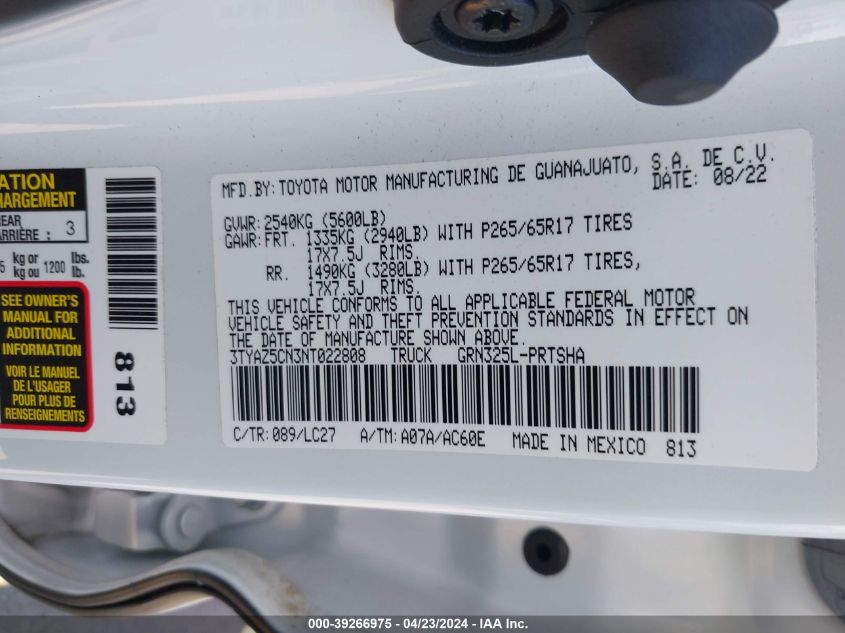 ATION
HARGEMENT
REAR
ARRIÈRE : 3
5 kg or lbs.
kg ou 1200 lb.
SEE OWNER'S
MANUAL FOR
ADDITIONAL
INFORMATION
VOIR LE MANUEL
DE L'USAGER
POUR PLUS DE
RENSEIGNEMENTS
813
MFD.BY:TOYOTA MOTOR MANUFACTURING DE GUANAJUATO, S.A. DE C.V.
DATE: 08/22
GVWR:2540KG (5600LB)
GAWR:FRT. 1335KG (2940LB) WITH P265/65R17 TIRES
17X7.5J RIMS.
RR. 1490KG (3280LB) WITH P265/65R17 TIRES,
17X7.5J RIMS.
THIS VEHICLE CONFORMS TO ALL APPLICABLE FEDERAL MOTOR
VEHICLE SAFETY AND THEFT PREVENTION STANDARDS IN EFFECT ON
THE DATE OF MANUFACTURE SHOWN ABOVE.
3TYAZ5CN3NT022808 TRUCK GRN325L-PRTSHA
C/TR:089/LC27 A/TM:A07A/AC60E MADE IN MEXICO 813
000-39266975 - 04/23/2024 - IAA Inc.